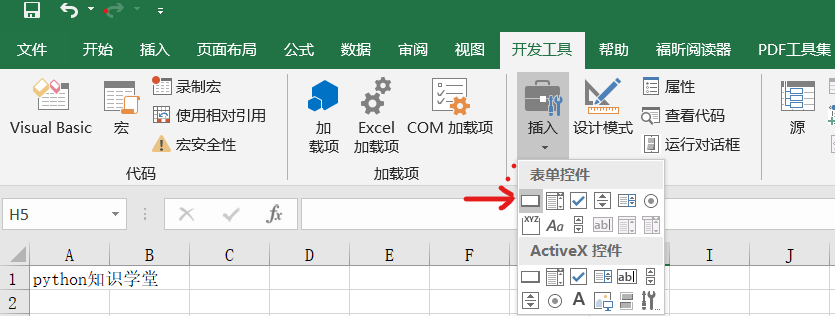 文件 开始 插入 页面布局 公式 数据 审阅 视图 开发工具 帮助 福昕阅读器 PDF工具集
Visual Basic
宏
录制宏
使用相对引用
宏安全性
代码
加
载项
Excel
加载项
COM 加载项
加载项
插入
设计模式
属性
查看代码
运行对话框
源
表单控件
XYZ
Aa
ab|
ActiveX 控件
ab|
A
H5
fx
A B C D E F I J
1 python知识学堂
2